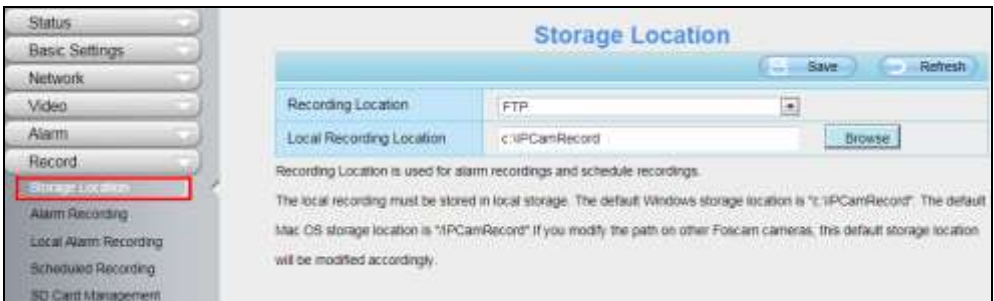 Status
Basic Settings
Network
Video
Alarm
Record
Storage Location
Alarm Recording
Local Alarm Recording
Scheduled Recording
SD Card Management
Storage Location
Save Refresh
Recording Location FTP
Local Recording Location c:\IPCamRecord Browse
Recording Location is used for alarm recordings and schedule recordings.
The local recording must be stored in local storage. The default Windows storage location is "c:\IPCamRecord". The default
Mac OS storage location is "/IPCamRecord" If you modify the path on other Foscam cameras, this default storage location
will be modified accordingly.